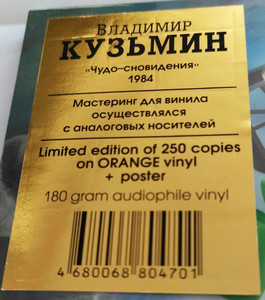 ВЛАДИМИР
КУЗЬМИН
"Чудо-сновидения"
1984
Мастеринг для винила
осуществлялся
с аналоговых носителей
Limited edition of 250 copies
on ORANGE vinyl
+ poster
180 gram audiophile vinyl
4 680068 804701